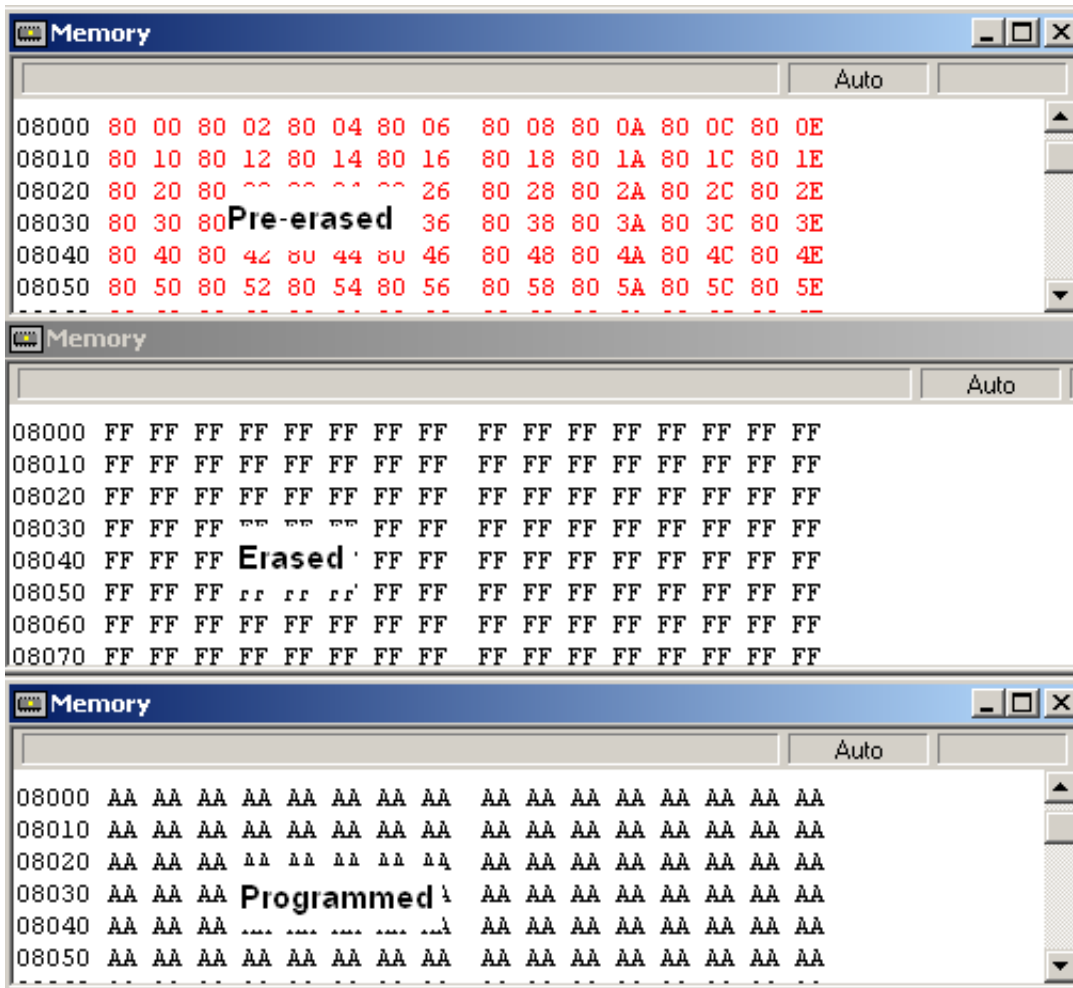 Memory
Auto
08000 80 00 80 02 80 04 80 06 80 08 80 0A 80 0C 80 0E
08010 80 10 80 12 80 14 80 16 80 18 80 1A 80 1C 80 1E
08020 80 20 80 26 80 28 80 2A 80 2C 80 2E
08030 80 30 80 Pre-erased 36 80 38 80 3A 80 3C 80 3E
08040 80 40 80 42 80 44 80 46 80 48 80 4A 80 4C 80 4E
08050 80 50 80 52 80 54 80 56 80 58 80 5A 80 5C 80 5E
Memory
Auto
08000 FF FF FF FF FF FF FF FF FF FF FF FF FF FF FF FF
08010 FF FF FF FF FF FF FF FF FF FF FF FF FF FF FF FF
08020 FF FF FF FF FF FF FF FF FF FF FF FF FF FF FF FF
08030 FF FF FF FF FF FF FF FF FF FF FF FF FF
08040 FF FF FF Erased FF FF FF FF FF FF FF FF FF FF
08050 FF FF FF FF FF FF FF FF FF FF FF FF FF
08060 FF FF FF FF FF FF FF FF FF FF FF FF FF FF FF FF
08070 FF FF FF FF FF FF FF FF FF FF FF FF FF FF FF FF
Memory
Auto
08000 AA AA AA AA AA AA AA AA AA AA AA AA AA AA AA AA
08010 AA AA AA AA AA AA AA AA AA AA AA AA AA AA AA AA
08020 AA AA AA AA AA AA AA AA AA AA AA AA AA AA AA AA
08030 AA AA AA Programmed AA AA AA AA AA AA AA AA
08040 AA AA AA AA AA AA AA AA AA AA AA
08050 AA AA AA AA AA AA AA AA AA AA AA AA AA AA AA AA